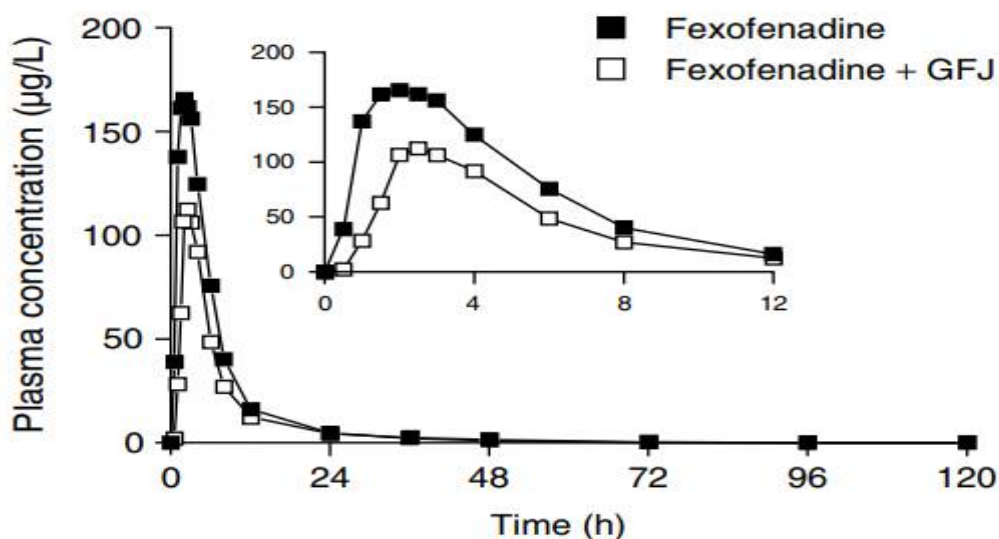 Fexofenadine
Fexofenadine + GFJ
Plasma concentration (µg/L)
200
150
100
50
0
200
150
100
50
0
0 4 8 12
0 24 48 72 96 120
Time (h)